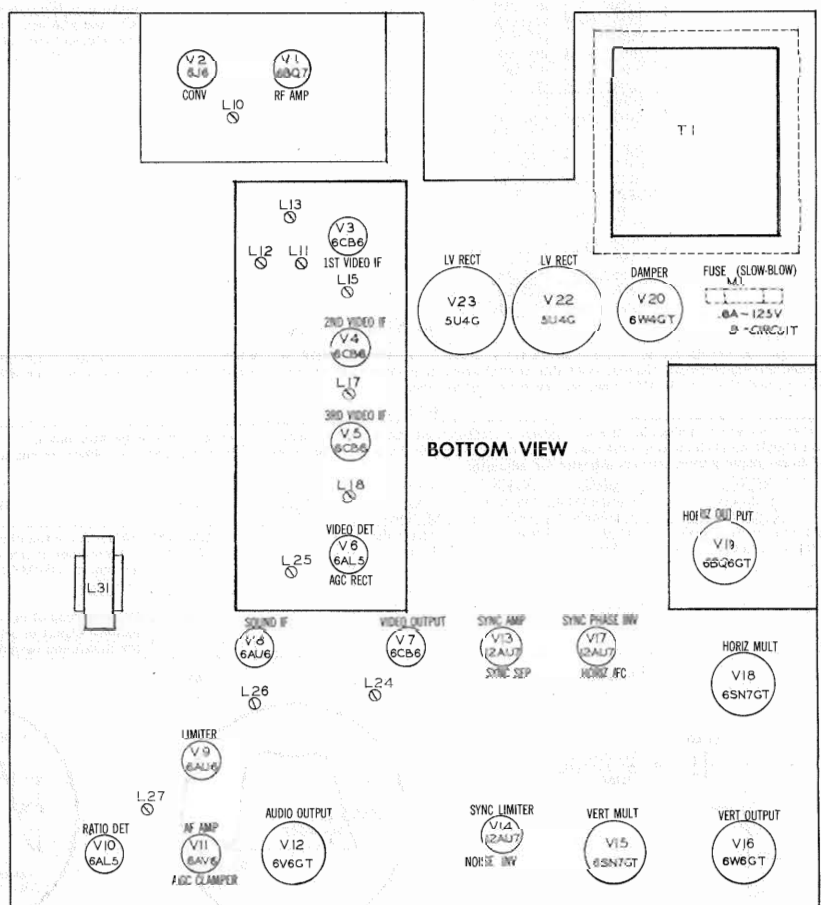 V2
6J6
CONV
V1
6BQ7
RF AMP
L10
T1
L13
L12
L11
V3
6CB6
1ST VIDEO IF
L15
2ND VIDEO IF
V4
6CB6
L17
3RD VIDEO IF
V5
6CB6
L18
VIDEO DET
V6
6AL5
AGC RECT
L25
LV RECT
V23
5U4G
LV RECT
V22
5U4G
DAMPER
V20
6W4GT
FUSE (SLOW-BLOW)
M1
.8A-125V
B-CIRCUIT
BOTTOM VIEW
HORIZ OUTPUT
V19
6BQ6GT
L31
SOUND IF
V8
6AU6
VIDEO OUTPUT
V7
6CB6
SYNC AMP
V13
12AU7
SYNC SEP
SYNC PHASE INV
V17
12AU7
HORIZ AFC
HORIZ MULT
V18
6SN7GT
L26
L24
LIMITER
V9
6AU6
L27
RATIO DET
V10
6AL5
AF AMP
V11
6AV6
AGC CLAMPER
AUDIO OUTPUT
V12
6V6GT
SYNC LIMITER
V14
12AU7
NOISE INV
VERT MULT
V15
6SN7GT
VERT OUTPUT
V16
6W6GT